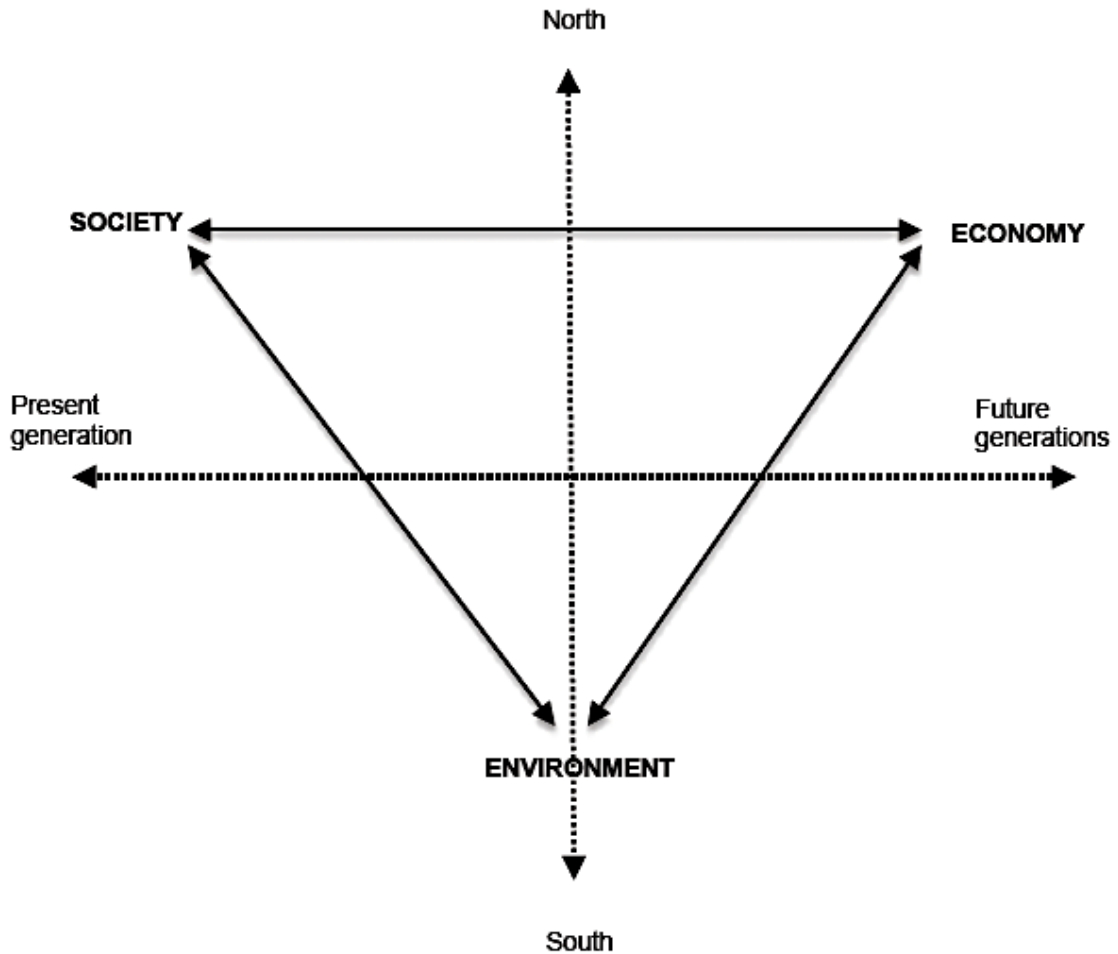 North
SOCIETY
ECONOMY
Present
generation
Future
generations
ENVIRONMENT
South